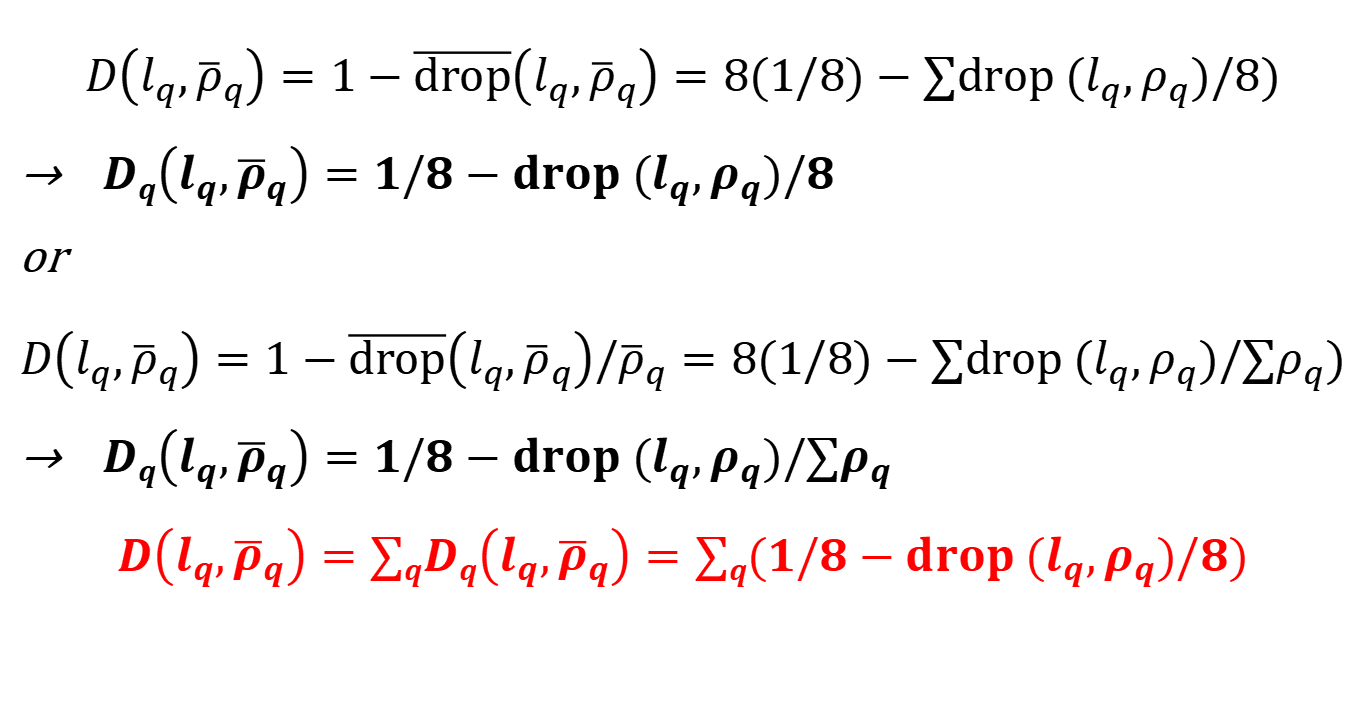 D(l_q, ρ̅_q) = 1 − d̅r̅o̅p̅(l_q, ρ̅_q) = 8(1/8) − ∑drop (l_q, ρ_q)/8)
→ D_q(l_q, ρ̅_q) = 1/8 − drop (l_q, ρ_q)/8
or
D(l_q, ρ̅_q) = 1 − d̅r̅o̅p̅(l_q, ρ̅_q)/ρ̅_q = 8(1/8) − ∑drop (l_q, ρ_q)/∑ρ_q)
→ D_q(l_q, ρ̅_q) = 1/8 − drop (l_q, ρ_q)/∑ρ_q
D(l_q, ρ̅_q) = ∑_q D_q(l_q, ρ̅_q) = ∑_q(1/8 − drop (l_q, ρ_q)/8)